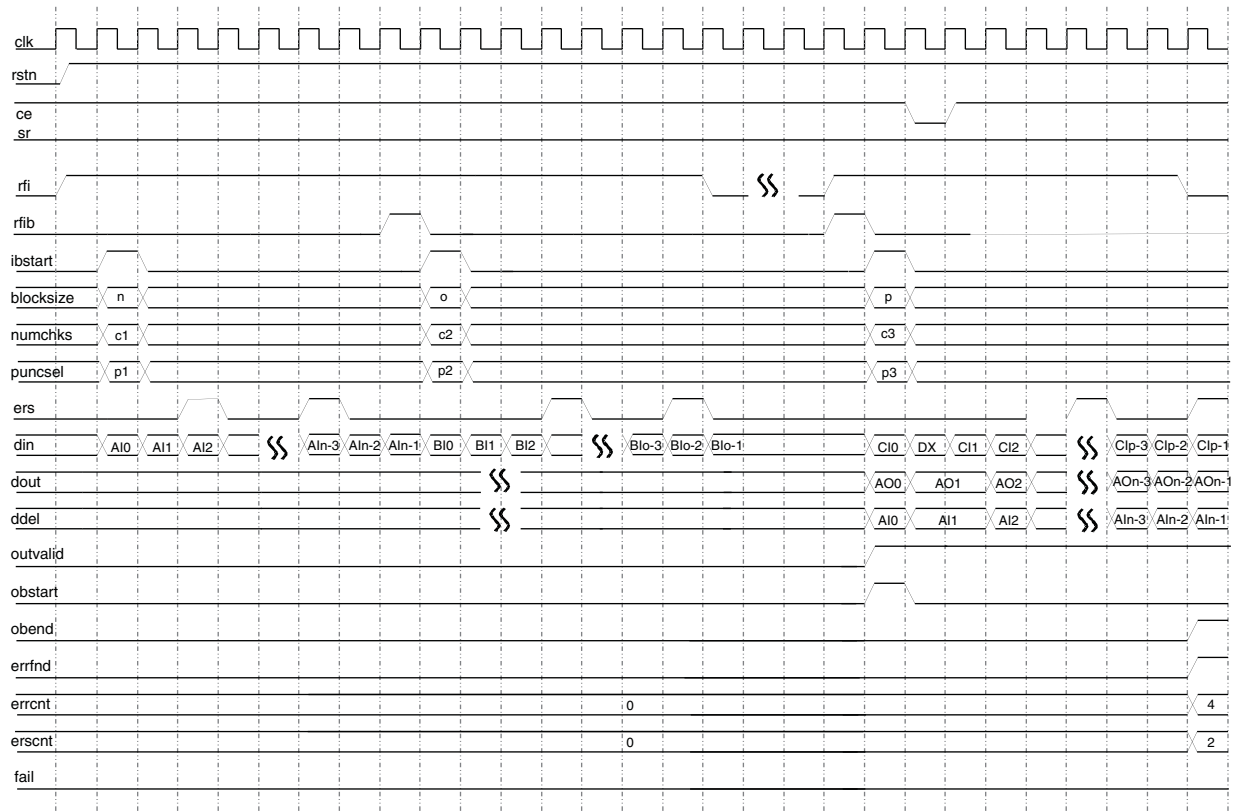 clk
rstn
ce
sr
rfi
rfib
ibstart
blocksize n o p
numchks c1 c2 c3
puncsel p1 p2 p3
ers
din AI0 AI1 AI2 AIn-3 AIn-2 AIn-1 BI0 BI1 BI2 BIo-3 BIo-2 BIo-1 CI0 DX CI1 CI2 CIp-3 CIp-2 CIp-1
dout AO0 AO1 AO2 AOn-3 AOn-2 AOn-1
ddel AI0 AI1 AI2 AIn-3 AIn-2 AIn-1
outvalid
obstart
obend
errfnd
errcnt 0 4
erscnt 0 2
fail